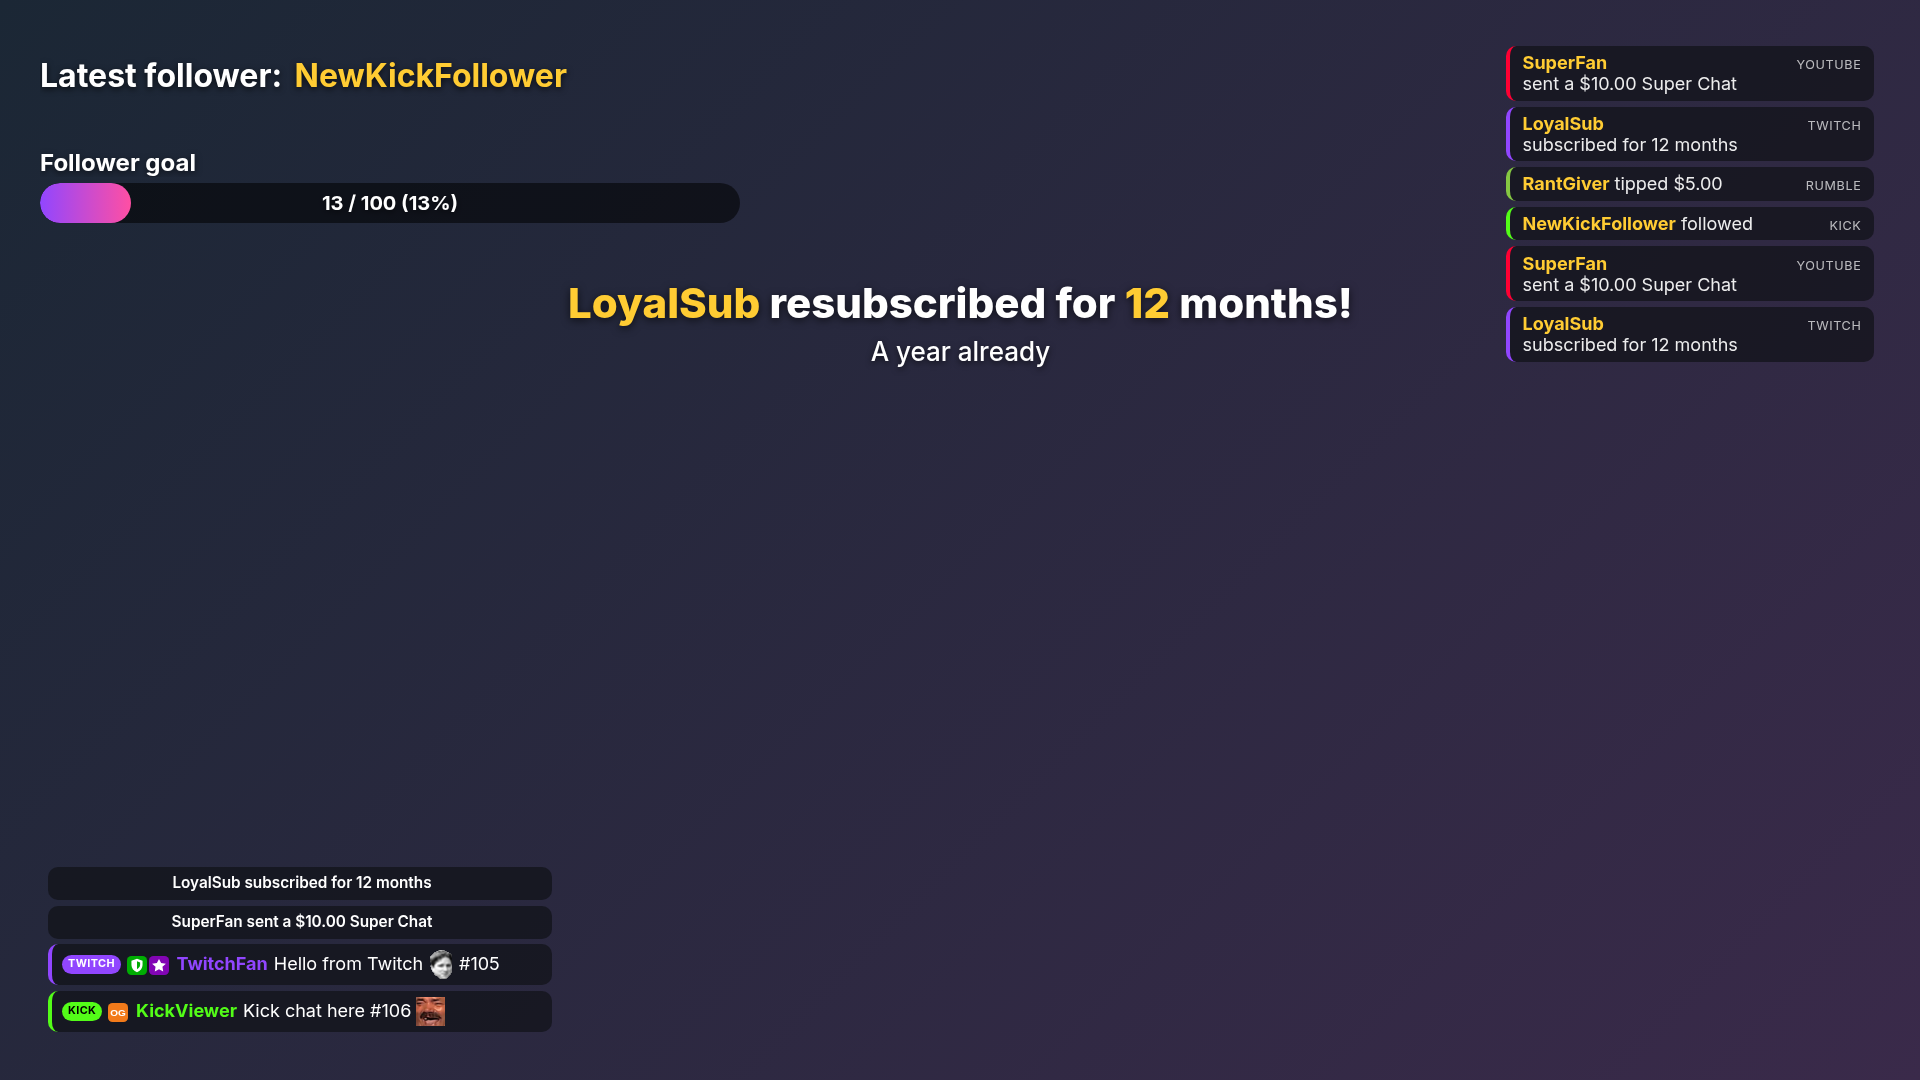 Latest follower: NewKickFollower
Follower goal
13 / 100 (13%)
LoyalSub resubscribed for 12 months!
A year already
SuperFan YOUTUBE
sent a $10.00 Super Chat
LoyalSub TWITCH
subscribed for 12 months
RantGiver tipped $5.00 RUMBLE
NewKickFollower followed KICK
SuperFan YOUTUBE
sent a $10.00 Super Chat
LoyalSub TWITCH
subscribed for 12 months
LoyalSub subscribed for 12 months
SuperFan sent a $10.00 Super Chat
TWITCH TwitchFan Hello from Twitch #105
KICK OG KickViewer Kick chat here #106